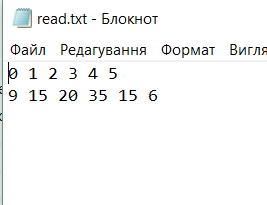 read.txt - Блокнот
Файл Редагування Формат Вигля
0 1 2 3 4 5
9 15 20 35 15 6